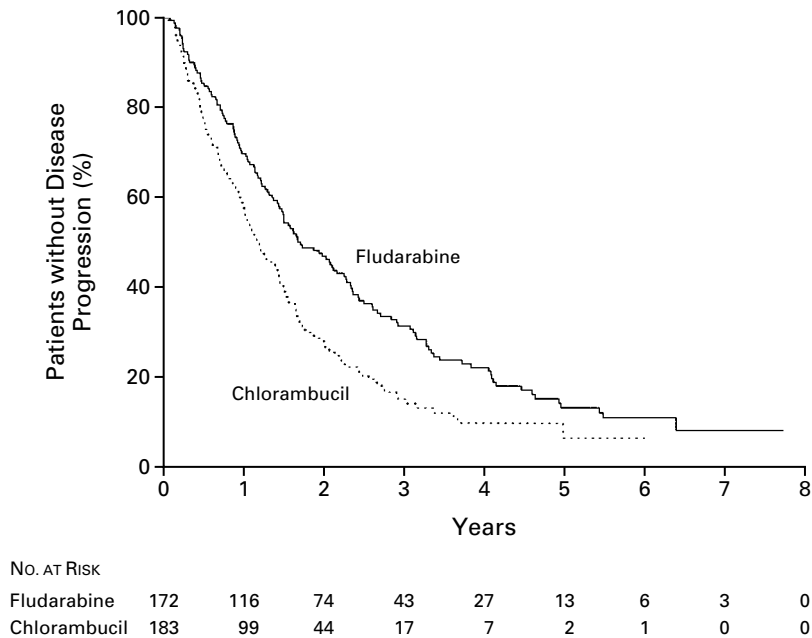 100
80
60
40
20
0
Patients without Disease
Progression (%)
Fludarabine
Chlorambucil
0 1 2 3 4 5 6 7 8
Years
NO. AT RISK
Fludarabine 172 116 74 43 27 13 6 3 0
Chlorambucil 183 99 44 17 7 2 1 0 0